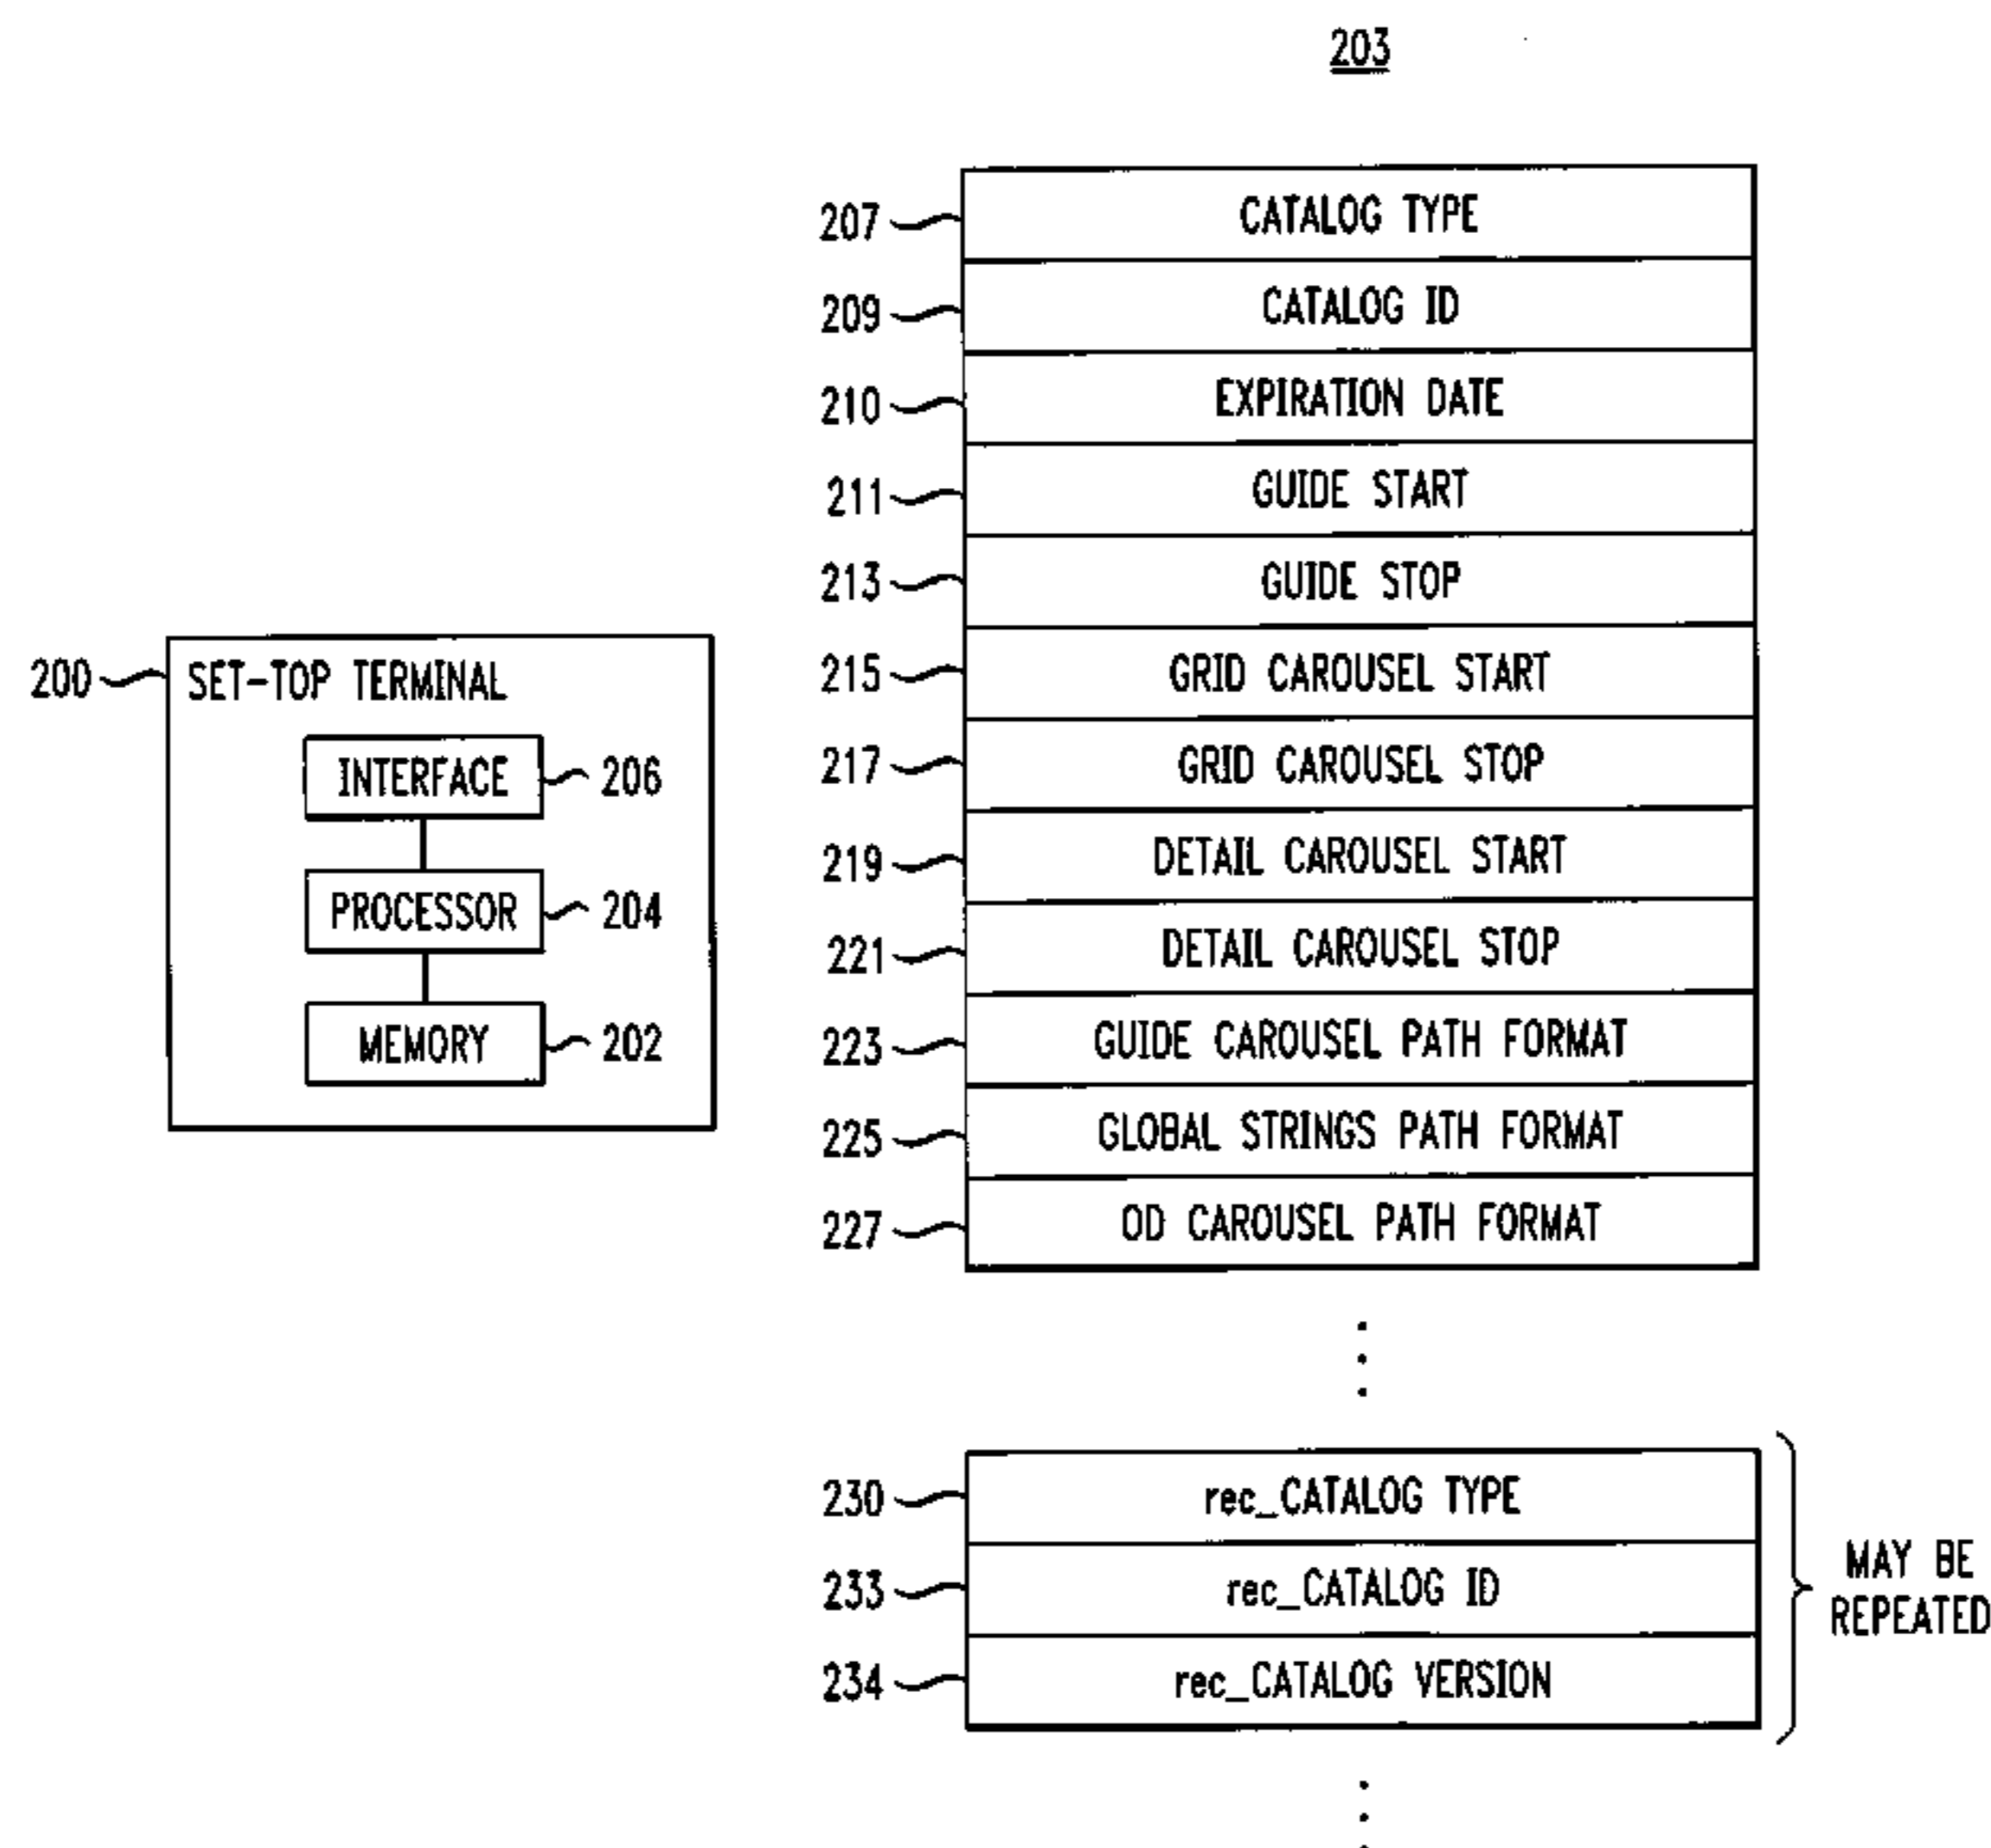 203
200 SET-TOP TERMINAL
INTERFACE 206
PROCESSOR 204
MEMORY 202
207 CATALOG TYPE
209 CATALOG ID
210 EXPIRATION DATE
211 GUIDE START
213 GUIDE STOP
215 GRID CAROUSEL START
217 GRID CAROUSEL STOP
219 DETAIL CAROUSEL START
221 DETAIL CAROUSEL STOP
223 GUIDE CAROUSEL PATH FORMAT
225 GLOBAL STRINGS PATH FORMAT
227 OD CAROUSEL PATH FORMAT
230 rec_CATALOG TYPE
233 rec_CATALOG ID
234 rec_CATALOG VERSION
MAY BE
REPEATED